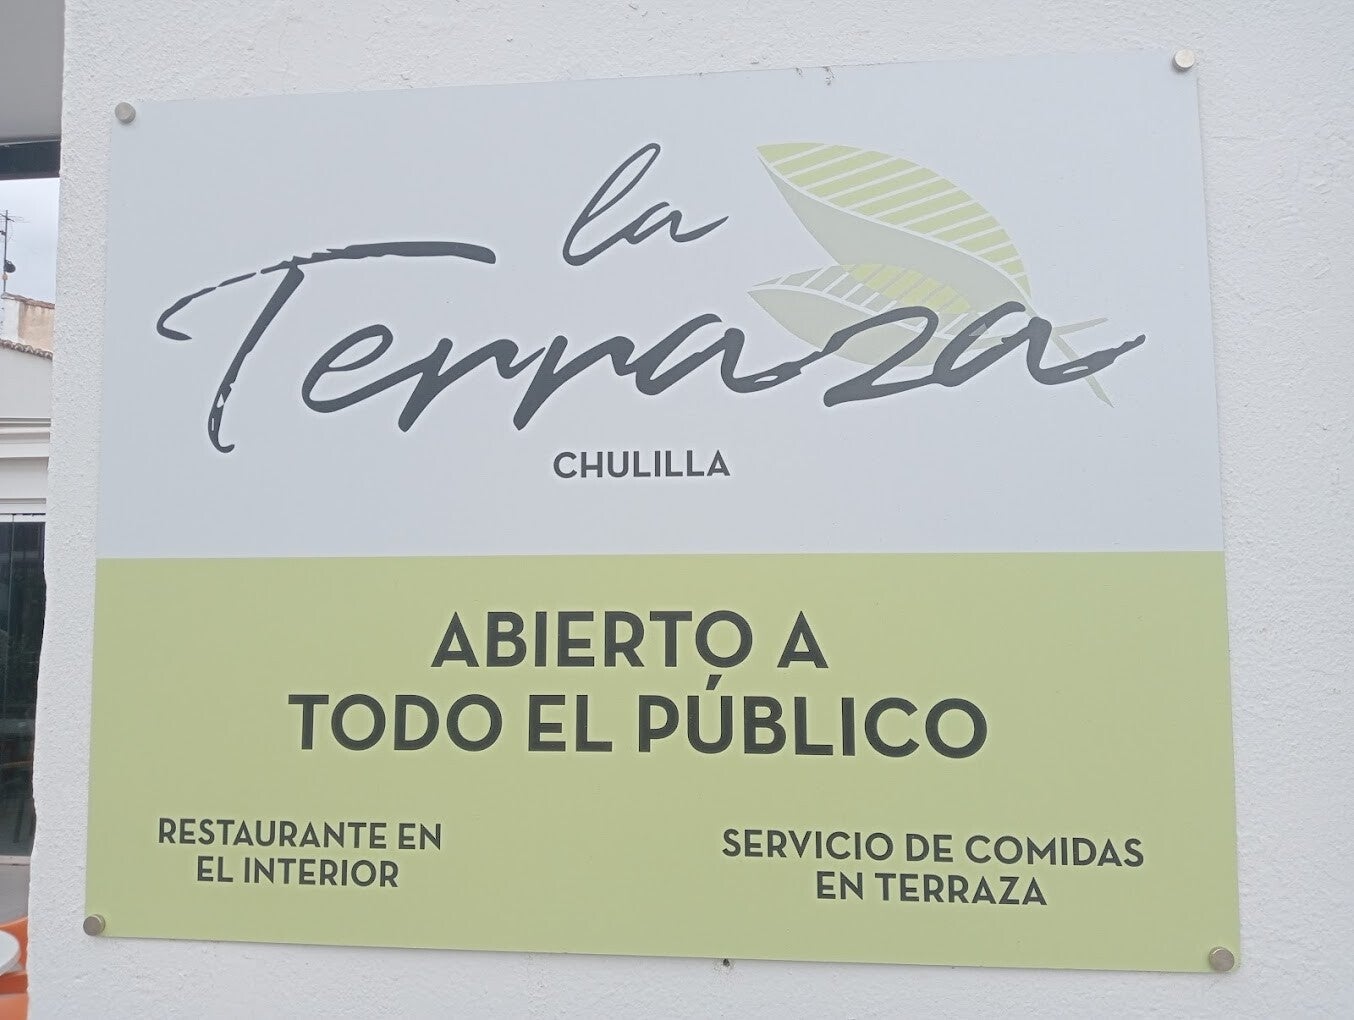 la
Terraza
CHULILLA
ABIERTO A
TODO EL PÚBLICO
RESTAURANTE EN
EL INTERIOR
SERVICIO DE COMIDAS
EN TERRAZA